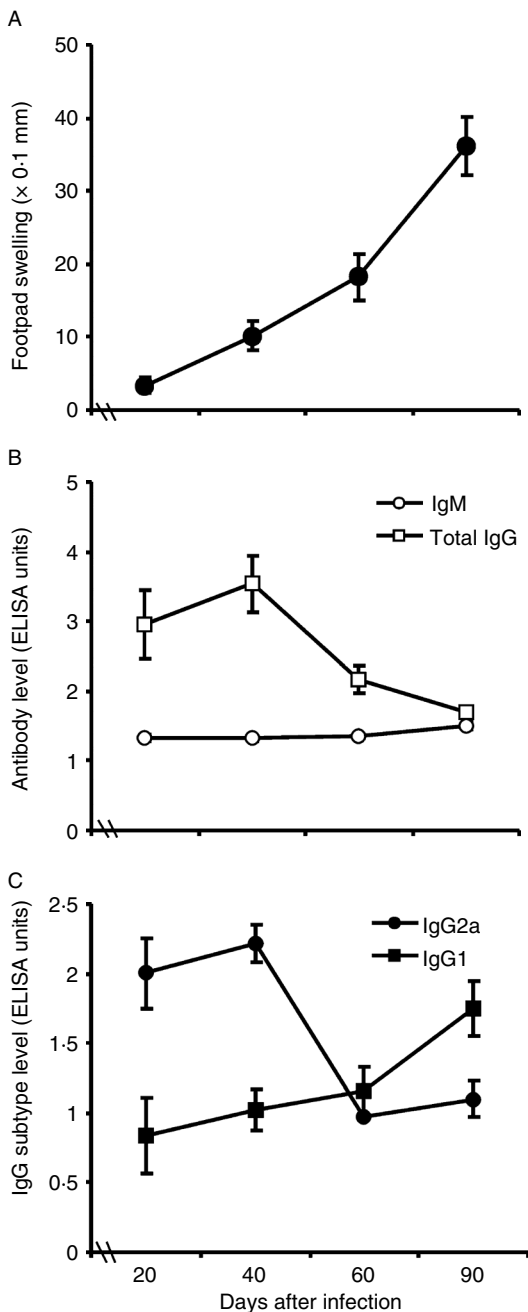 A
Footpad swelling (× 0·1 mm)
50
40
30
20
10
0
B
Antibody level (ELISA units)
5
4
3
2
1
0
IgM
Total IgG
C
IgG subtype level (ELISA units)
2·5
2
1·5
1
0·5
0
IgG2a
IgG1
20 40 60 90
Days after infection